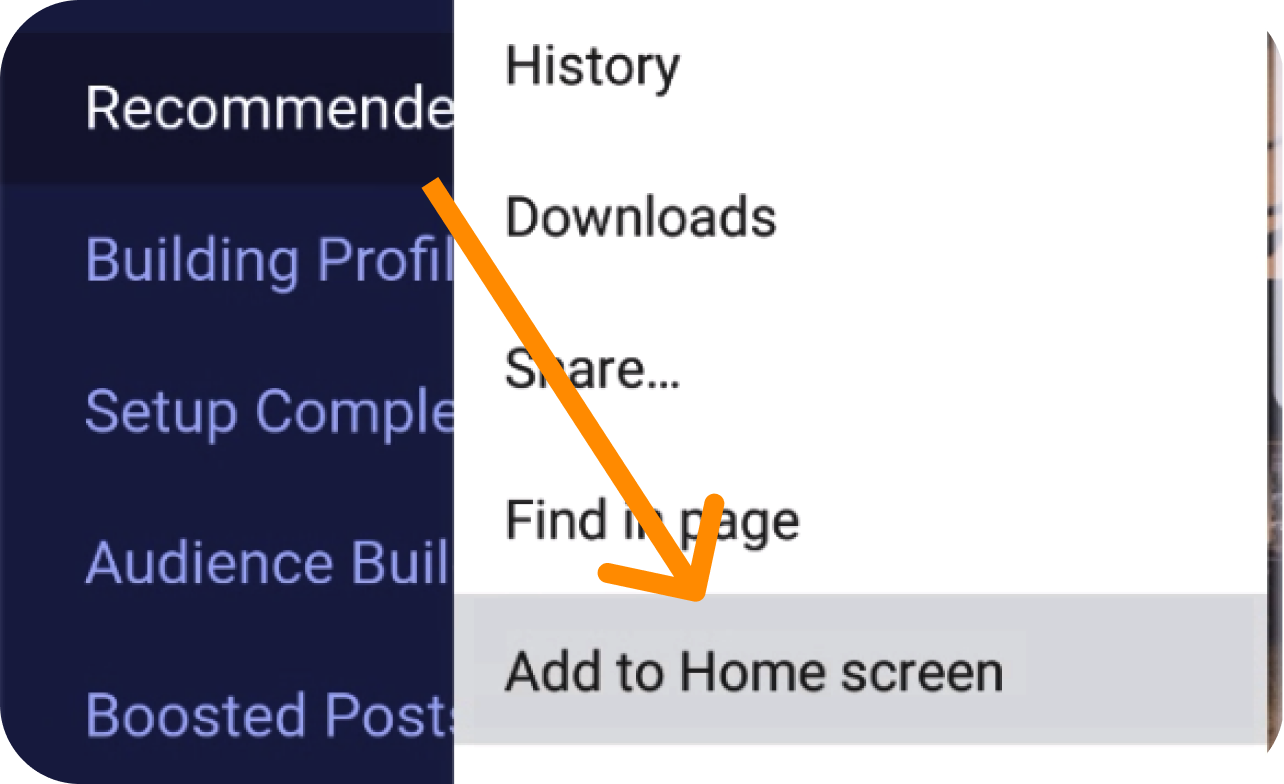 Recommende
Building Profil
Setup Comple
Audience Buil
Boosted Posts
History
Downloads
Share...
Find in page
Add to Home screen